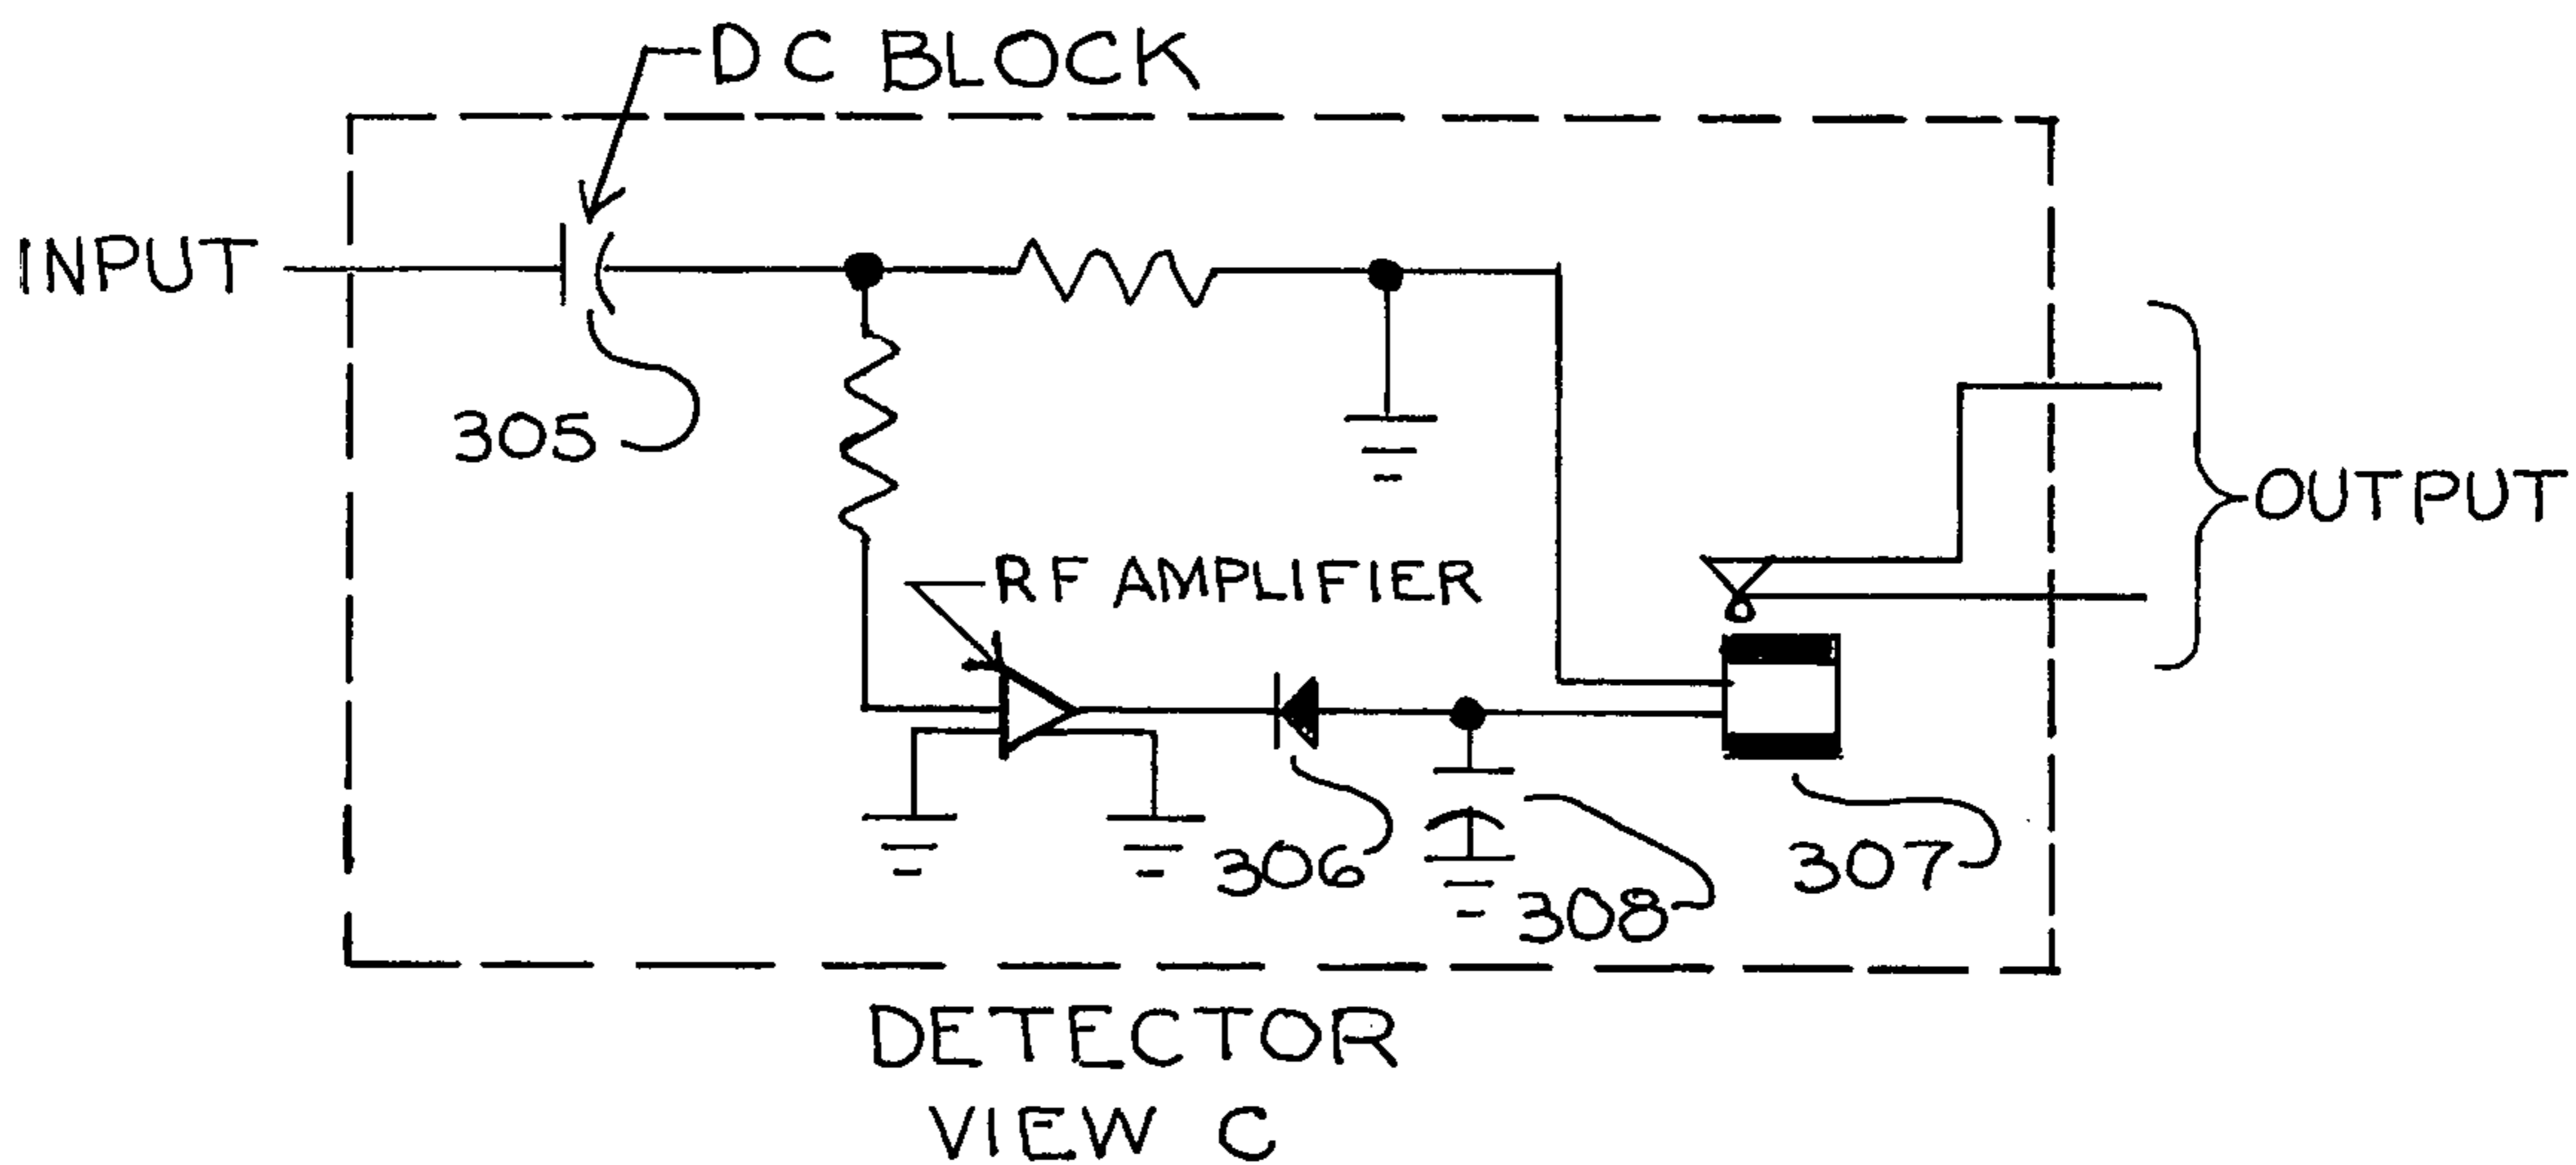 DC BLOCK
INPUT
305
OUTPUT
RF AMPLIFIER
306
308
307
DETECTOR
VIEW C